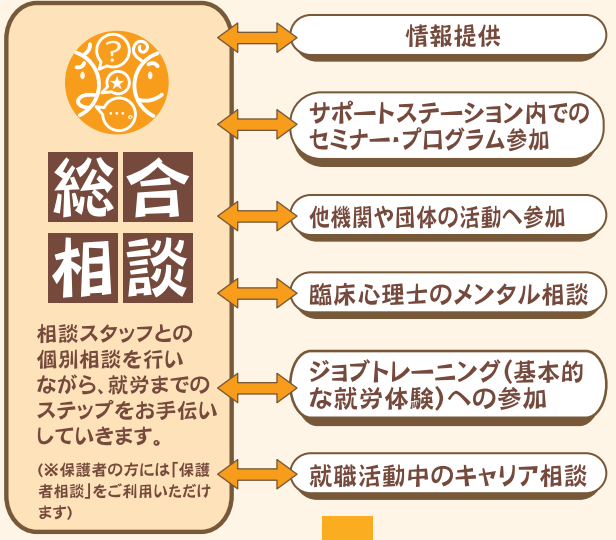 総合
相談
相談スタッフとの
個別相談を行い
ながら、就労までの
ステップをお手伝い
していきます。
(※保護者の方には「保護
者相談」をご利用いただけ
ます)
情報提供
サポートステーション内での
セミナー・プログラム参加
他機関や団体の活動へ参加
臨床心理士のメンタル相談
ジョブトレーニング(基本的
な就労体験)への参加
就職活動中のキャリア相談